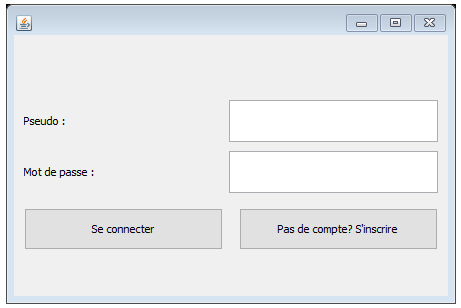 Pseudo :
Mot de passe :
Se connecter
Pas de compte? S'inscrire